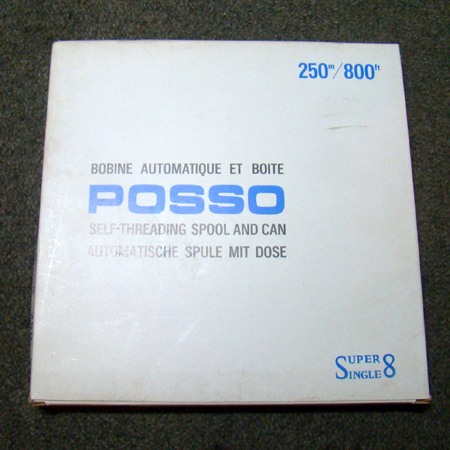 250m/800ft
BOBINE AUTOMATIQUE ET BOITE
POSSO
SELF-THREADING SPOOL AND CAN
AUTOMATISCHE SPULE MIT DOSE
SUPER 8
SINGLE